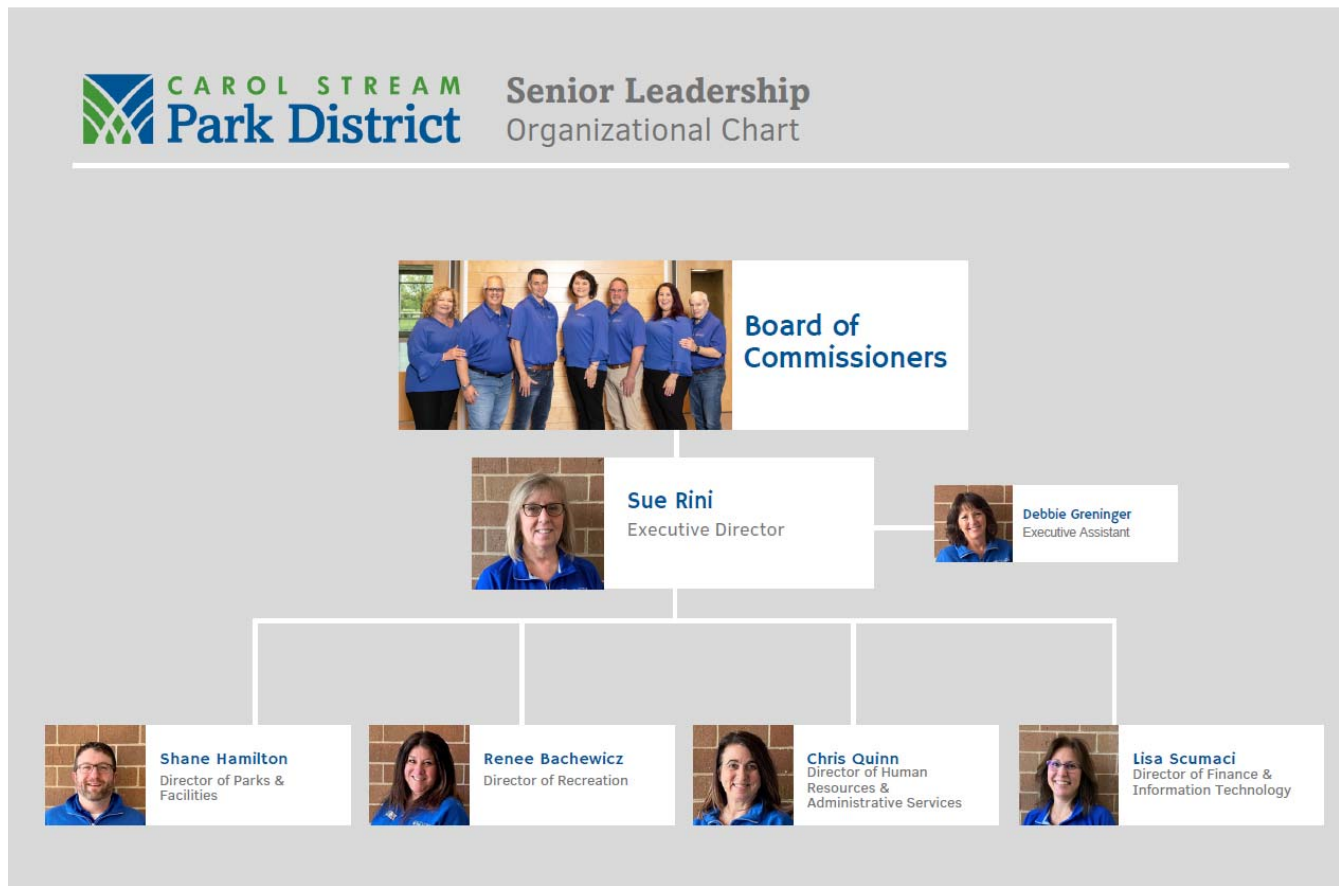 CAROL STREAM
Park District
Senior Leadership
Organizational Chart
Board of
Commissioners
Sue Rini
Executive Director
Debbie Greninger
Executive Assistant
Shane Hamilton
Director of Parks &
Facilities
Renee Bachewicz
Director of Recreation
Chris Quinn
Director of Human
Resources &
Administrative Services
Lisa Scumaci
Director of Finance &
Information Technology